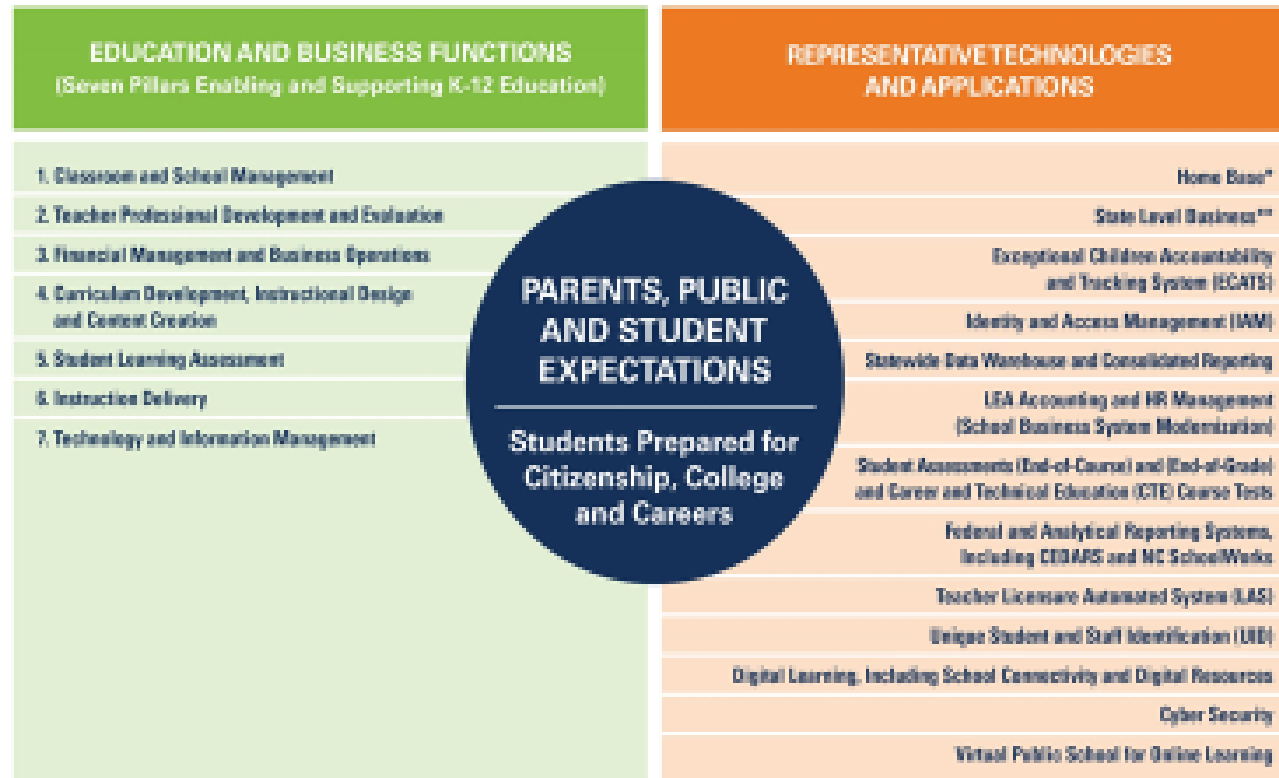 EDUCATION AND BUSINESS FUNCTIONS
(Seven Pillars Enabling and Supporting K-12 Education)
1. Classroom and School Management
2. Teacher Professional Development and Evaluation
3. Financial Management and Business Operations
4. Curriculum Development, Instructional Design
and Content Creation
5. Student Learning Assessment
6. Instruction Delivery
7. Technology and Information Management
PARENTS, PUBLIC
AND STUDENT
EXPECTATIONS
Students Prepared for
Citizenship, College
and Careers
REPRESENTATIVE TECHNOLOGIES
AND APPLICATIONS
Home Base*
State Level Business**
Exceptional Children Accountability
and Tracking System (ECATS)
Identity and Access Management (IAM)
Statewide Data Warehouse and Consolidated Reporting
LEA Accounting and HR Management
(School Business System Modernization)
Student Assessments (End-of-Course) and (End-of-Grade)
and Career and Technical Education (CTE) Course Tests
Federal and Analytical Reporting Systems,
Including CEDARS and NC SchoolWorks
Teacher Licensure Automated System (LAS)
Unique Student and Staff Identification (UID)
Digital Learning, Including School Connectivity and Digital Resources
Cyber Security
Virtual Public School for Online Learning